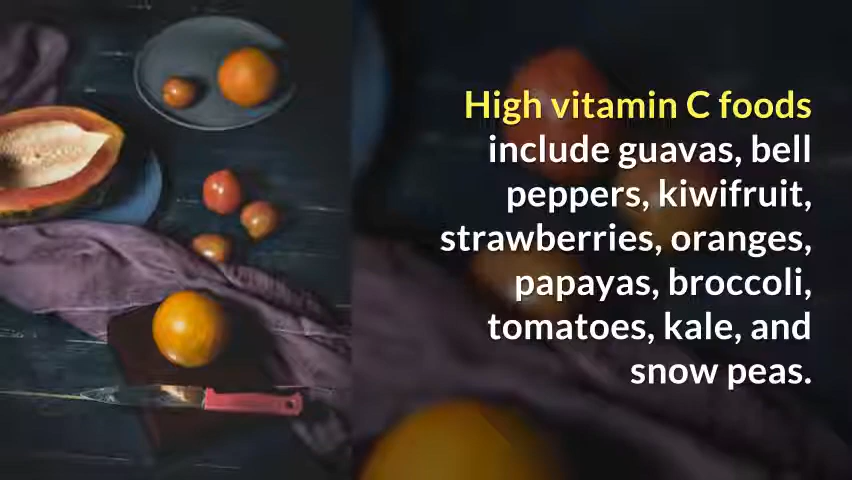 High vitamin C foods
include guavas, bell
peppers, kiwifruit,
strawberries, oranges,
papayas, broccoli,
tomatoes, kale, and
snow peas.